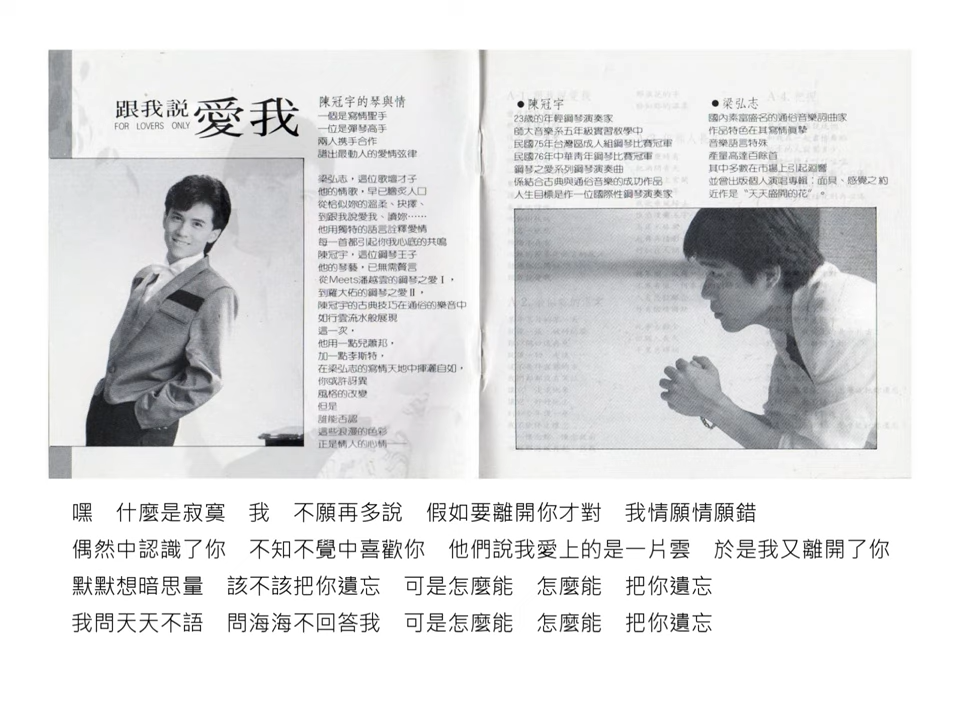 跟我說愛我
FOR LOVERS ONLY
陳冠宇的琴與情
一個是寫情聖手
一位是彈琴高手
兩人攜手合作
譜出最動人的愛情弦律
梁弘志，這位歌壇才子
他的情歌，早已膾炙人口
從恰似妳的溫柔、抉擇、
到跟我說愛我、讀妳……
他用獨特的語言詮釋愛情
每一首都引起你我心底的共鳴
陳冠宇，這位鋼琴王子
他的琴藝，已無需贅言
從Meets潘越雲的鋼琴之愛Ⅰ，
到羅大佑的鋼琴之愛Ⅱ，
陳冠宇的古典技巧在通俗的樂音中
如行雲流水般展現
這一次，
他用一點兒蕭邦，
加一點李斯特，
在梁弘志的寫情天地中揮灑自如，
你或許訝異
風格的改變
但是
誰能否認
這些浪漫的色彩
正是情人的心情──
●陳冠宇
23歲的年輕鋼琴演奏家
師大音樂系五年級實習教學中
民國75年台灣區成人組鋼琴比賽冠軍
民國76年中華青年鋼琴比賽冠軍
鋼琴之愛系列鋼琴演奏曲
係結合古典與通俗音樂的成功作品
人生目標是作一位國際性鋼琴演奏家
●梁弘志
國內素富盛名的通俗音樂詞曲家
作品特色在其寫情真摯
音樂語言特殊
產量高達百餘首
其中多數在市場上引起迴響
並曾出版個人演唱專輯：面具、感覺之約
近作是“天天盛開的花”。
嘿　什麼是寂寞　我　不願再多說　假如要離開你才對　我情願情願錯
偶然中認識了你　不知不覺中喜歡你　他們說我愛上的是一片雲　於是我又離開了你
默默想暗思量　該不該把你遺忘　可是怎麼能　怎麼能　把你遺忘
我問天天不語　問海海不回答我　可是怎麼能　怎麼能　把你遺忘